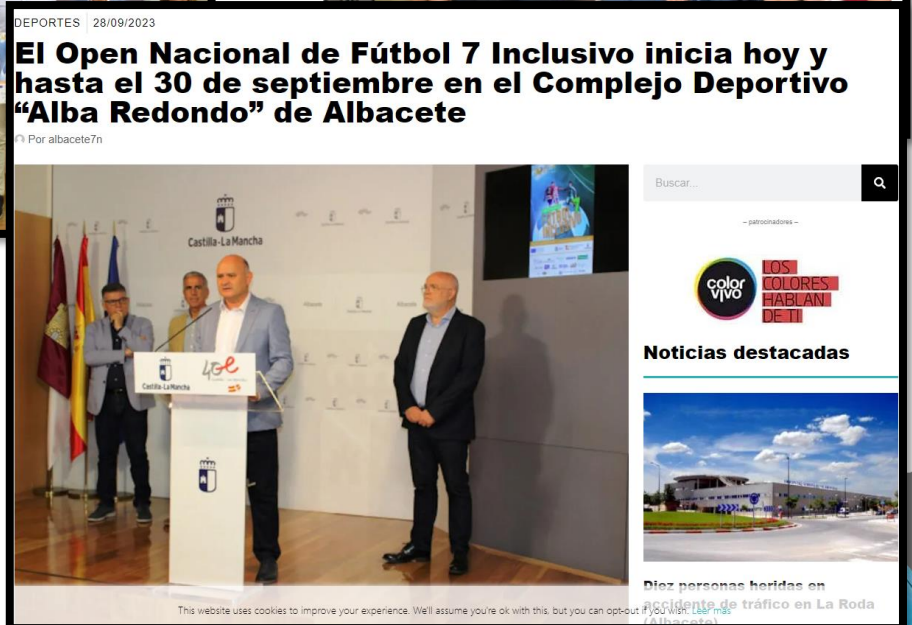 DEPORTES 28/09/2023
El Open Nacional de Fútbol 7 Inclusivo inicia hoy y
hasta el 30 de septiembre en el Complejo Deportivo
“Alba Redondo” de Albacete
Por albacete7n
Buscar...
– patrocinadores –
color
vivo
LOS
COLORES
HABLAN
DE TI
Noticias destacadas
Castilla-La Mancha
Castilla-La Mancha
Diez personas heridas en
accidente de tráfico en La Roda
(Albacete)
This website uses cookies to improve your experience. We'll assume you're ok with this, but you can opt-out if you wish. Leer más